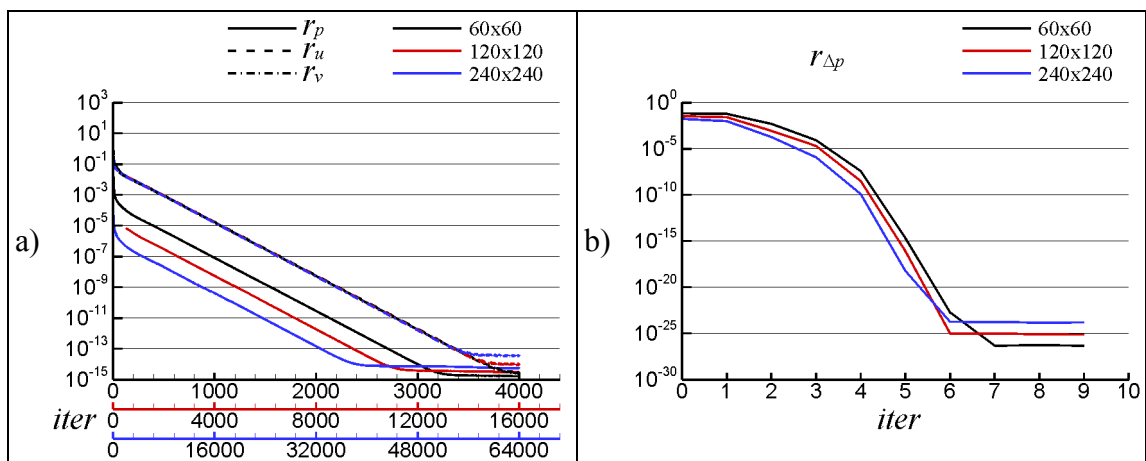 a)
r_p
r_u
r_v
60x60
120x120
240x240
10^3
10^1
10^-1
10^-3
10^-5
10^-7
10^-9
10^-11
10^-13
10^-15
0 1000 2000 3000 4000
iter
0 4000 8000 12000 16000
0 16000 32000 48000 64000
b)
r_Δp
60x60
120x120
240x240
10^0
10^-5
10^-10
10^-15
10^-20
10^-25
10^-30
0 1 2 3 4 5 6 7 8 9 10
iter